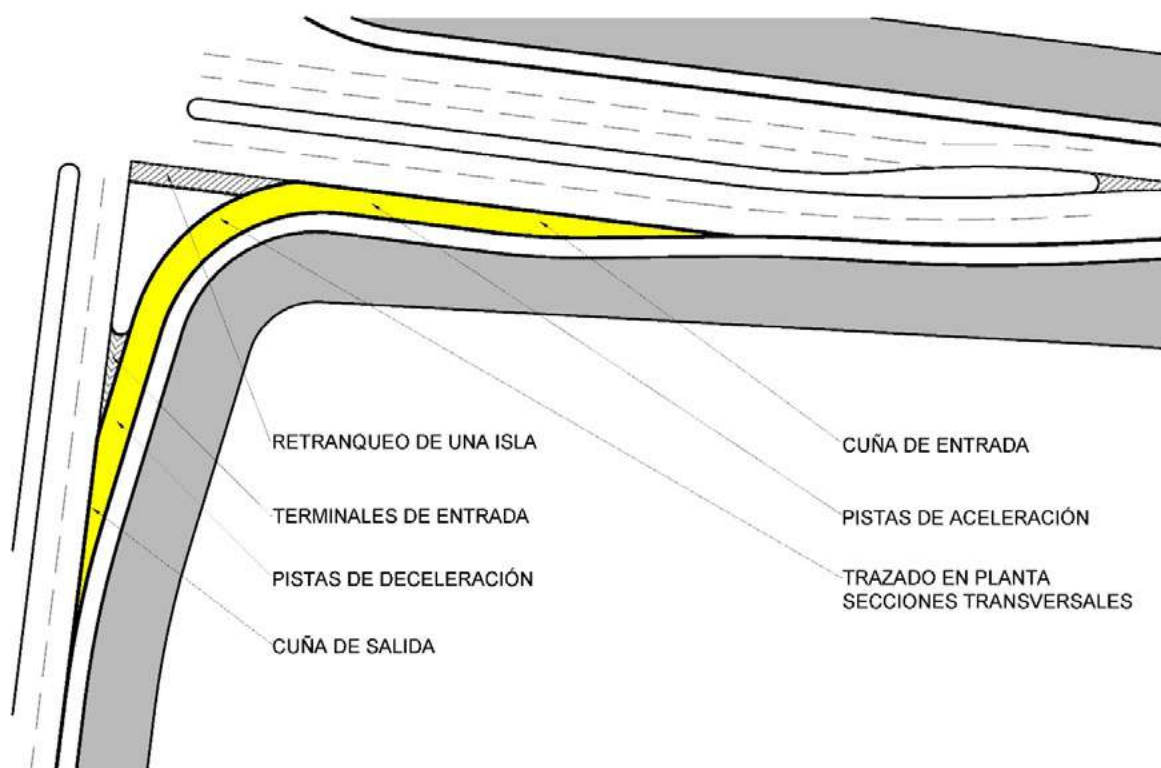 RETRANQUEO DE UNA ISLA
TERMINALES DE ENTRADA
PISTAS DE DECELERACIÓN
CUÑA DE SALIDA
CUÑA DE ENTRADA
PISTAS DE ACELERACIÓN
TRAZADO EN PLANTA
SECCIONES TRANSVERSALES